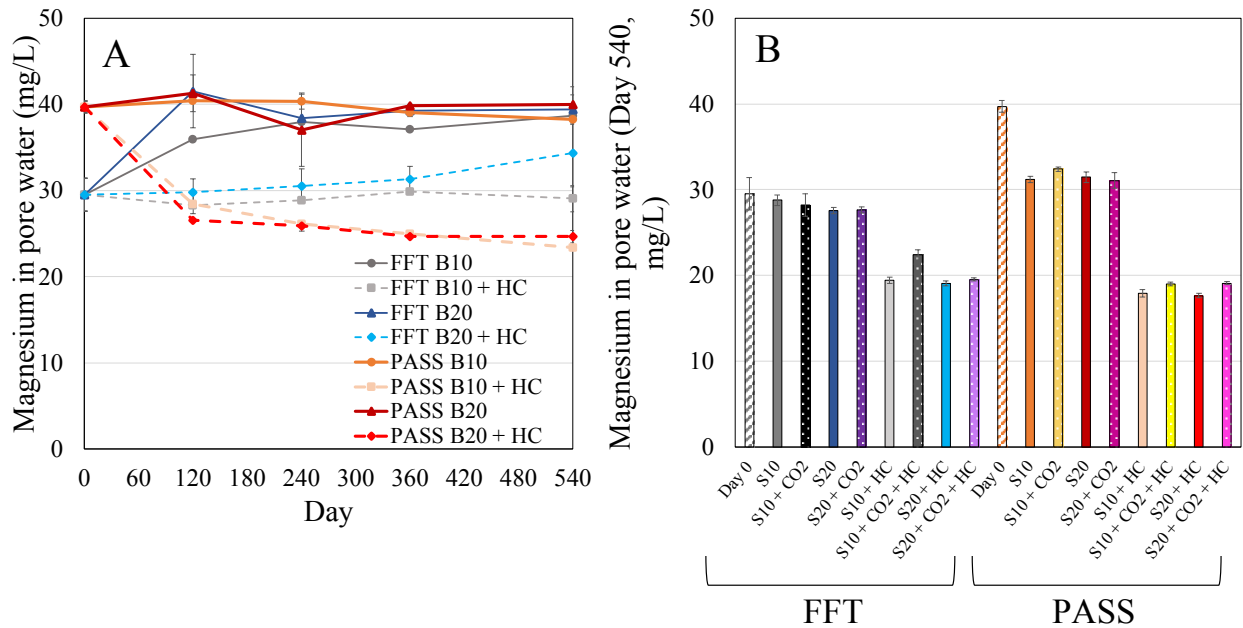 A
Magnesium in pore water (mg/L)
50
40
30
20
10
0
0 60 120 180 240 300 360 420 480 540
Day
FFT B10
FFT B10 + HC
FFT B20
FFT B20 + HC
PASS B10
PASS B10 + HC
PASS B20
PASS B20 + HC
B
Magnesium in pore water (Day 540,
mg/L)
50
40
30
20
10
0
Day 0
S10
S10 + CO2
S20
S20 + CO2
S10 + HC
S10 + CO2 + HC
S20 + HC
S20 + CO2 + HC
Day 0
S10
S10 + CO2
S20
S20 + CO2
S10 + HC
S10 + CO2 + HC
S20 + HC
S20 + CO2 + HC
FFT
PASS